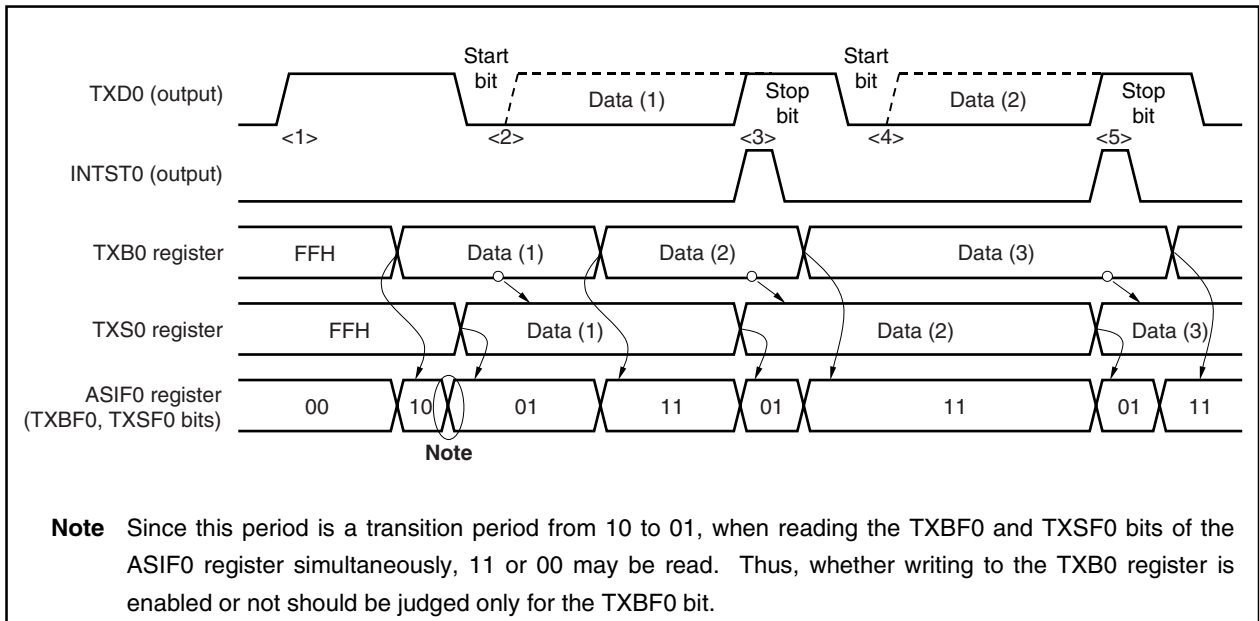 Start
bit
Start
bit
TXD0 (output)
Data (1)
Stop
bit
Data (2)
Stop
bit
<1>
<2>
<3>
<4>
<5>
INTST0 (output)
TXB0 register
FFH
Data (1)
Data (2)
Data (3)
TXS0 register
FFH
Data (1)
Data (2)
Data (3)
ASIF0 register
(TXBF0, TXSF0 bits)
00
10
01
11
01
11
01
11
Note
Note Since this period is a transition period from 10 to 01, when reading the TXBF0 and TXSF0 bits of the
ASIF0 register simultaneously, 11 or 00 may be read. Thus, whether writing to the TXB0 register is
enabled or not should be judged only for the TXBF0 bit.